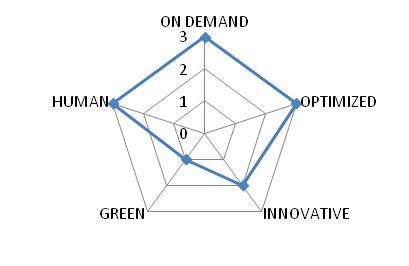 ON DEMAND
3
2
1
0
HUMAN
OPTIMIZED
GREEN
INNOVATIVE